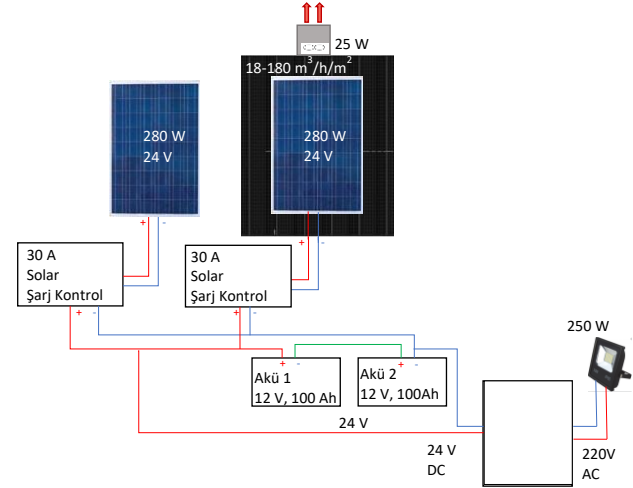 25 W
18-180 m³/h/m²
280 W
24 V
280 W
24 V
+ -
+ -
30 A
Solar
Şarj Kontrol
30 A
Solar
Şarj Kontrol
+ -
+ -
250 W
+ -
+ -
Akü 1
12 V, 100 Ah
Akü 2
12 V, 100Ah
24 V
24 V
DC
220V
AC